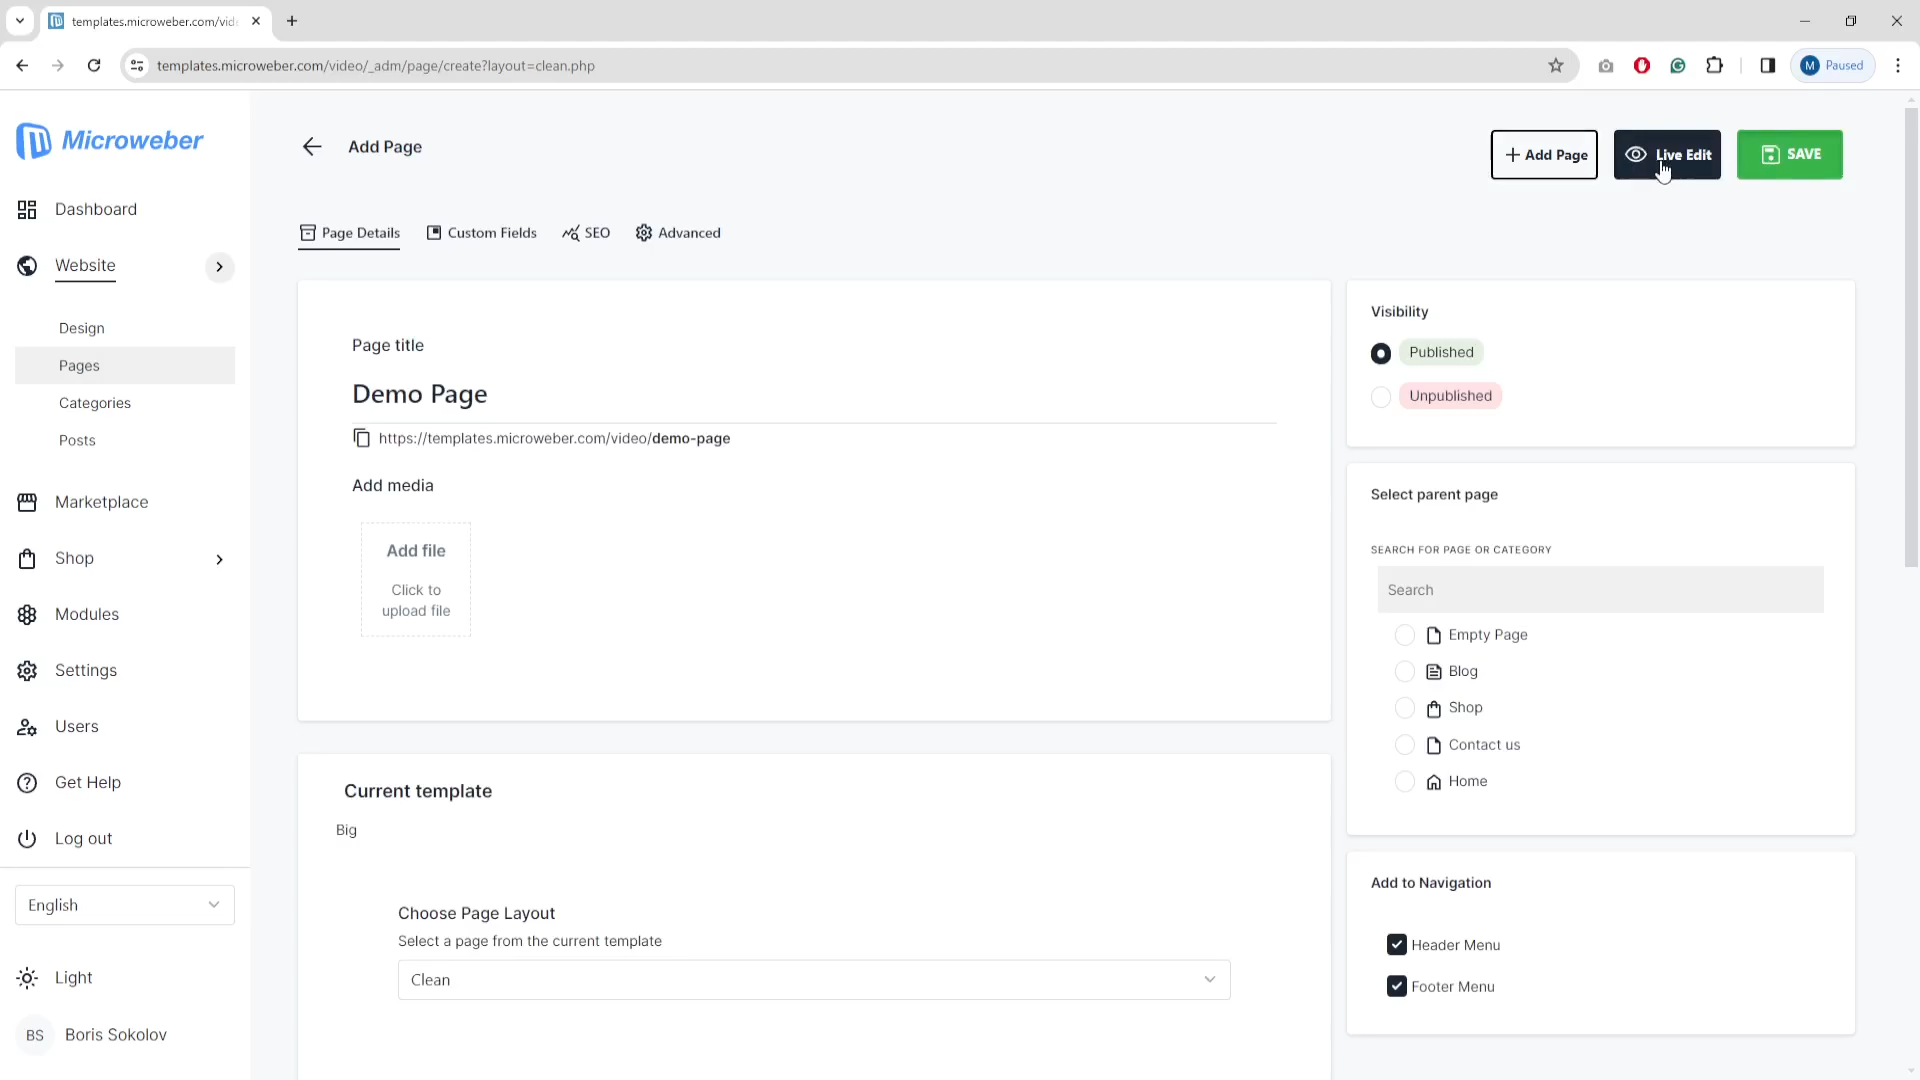 templates.microweber.com/vid
templates.microweber.com/video/_adm/page/create?layout=clean.php
M Paused
Microweber
Dashboard
Website
Design
Pages
Categories
Posts
Marketplace
Shop
Modules
Settings
Users
Get Help
Log out
English
Light
BS Boris Sokolov
Add Page
Add Page
Live Edit
SAVE
Page Details
Custom Fields
SEO
Advanced
Page title
Demo Page
https://templates.microweber.com/video/demo-page
Add media
Add file
Click to
upload file
Current template
Big
Choose Page Layout
Select a page from the current template
Clean
Visibility
Published
Unpublished
Select parent page
SEARCH FOR PAGE OR CATEGORY
Search
Empty Page
Blog
Shop
Contact us
Home
Add to Navigation
Header Menu
Footer Menu